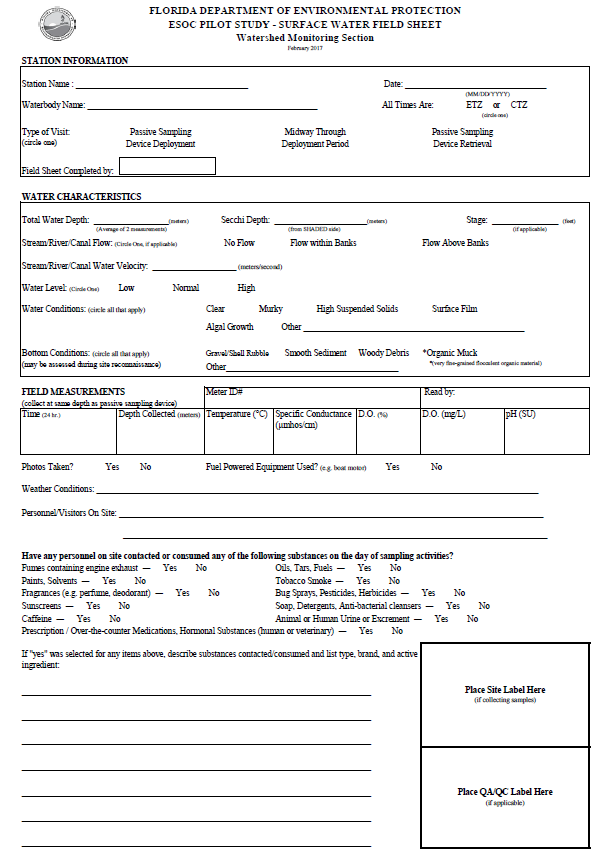 FLORIDA DEPARTMENT OF ENVIRONMENTAL PROTECTION
ESOC PILOT STUDY - SURFACE WATER FIELD SHEET
Watershed Monitoring Section
February 2017
STATION INFORMATION
Station Name : Date:
(MM/DD/YYYY)
Waterbody Name: All Times Are: ETZ or CTZ
(circle one)
Type of Visit: Passive Sampling Midway Through Passive Sampling
(circle one) Device Deployment Deployment Period Device Retrieval
Field Sheet Completed by:
WATER CHARACTERISTICS
Total Water Depth: (meters) Secchi Depth: (meters) Stage: (feet)
(Average of 2 measurements) (from SHADED side) (if applicable)
Stream/River/Canal Flow: (Circle One, if applicable) No Flow Flow within Banks Flow Above Banks
Stream/River/Canal Water Velocity: (meters/second)
Water Level: (Circle One) Low Normal High
Water Conditions: (circle all that apply) Clear Murky High Suspended Solids Surface Film
Algal Growth Other
Bottom Conditions: (circle all that apply) Gravel/Shell Rubble Smooth Sediment Woody Debris *Organic Muck
(may be assessed during site reconnaissance) Other *(very fine-grained flocculent organic material)
FIELD MEASUREMENTS Meter ID# Read by:
(collect at same depth as passive sampling device)
Time (24 hr.) Depth Collected (meters) Temperature (°C) Specific Conductance D.O. (%) D.O. (mg/L) pH (SU)
(µmhos/cm)
Photos Taken? Yes No Fuel Powered Equipment Used? (e.g. boat motor) Yes No
Weather Conditions:
Personnel/Visitors On Site:
Have any personnel on site contacted or consumed any of the following substances on the day of sampling activities?
Fumes containing engine exhaust — Yes No Oils, Tars, Fuels — Yes No
Paints, Solvents — Yes No Tobacco Smoke — Yes No
Fragrances (e.g. perfume, deodorant) — Yes No Bug Sprays, Pesticides, Herbicides — Yes No
Sunscreens — Yes No Soap, Detergents, Anti-bacterial cleansers — Yes No
Caffeine — Yes No Animal or Human Urine or Excrement — Yes No
Prescription / Over-the-counter Medications, Hormonal Substances (human or veterinary) — Yes No
If "yes" was selected for any items above, describe substances contacted/consumed and list type, brand, and active
ingredient:
Place Site Label Here
(if collecting samples)
Place QA/QC Label Here
(if applicable)